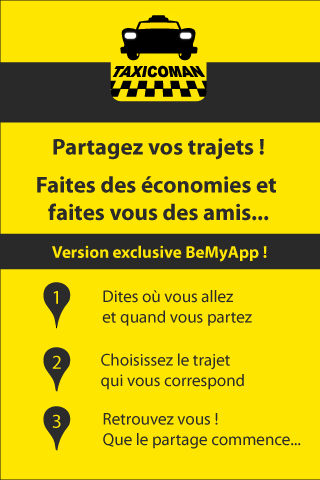 TAXICOMAN
Partagez vos trajets !
Faites des économies et
faites vous des amis...
Version exclusive BeMyApp !
1
Dites où vous allez
et quand vous partez
2
Choisissez le trajet
qui vous correspond
3
Retrouvez vous !
Que le partage commence...